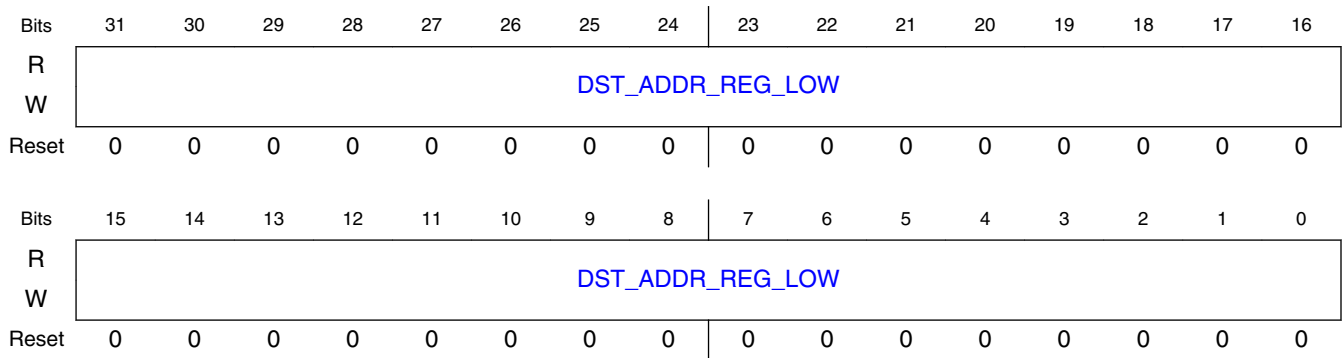 Bits 31 30 29 28 27 26 25 24 23 22 21 20 19 18 17 16
R
DST_ADDR_REG_LOW
W
Reset 0 0 0 0 0 0 0 0 0 0 0 0 0 0 0 0
Bits 15 14 13 12 11 10 9 8 7 6 5 4 3 2 1 0
R
DST_ADDR_REG_LOW
W
Reset 0 0 0 0 0 0 0 0 0 0 0 0 0 0 0 0